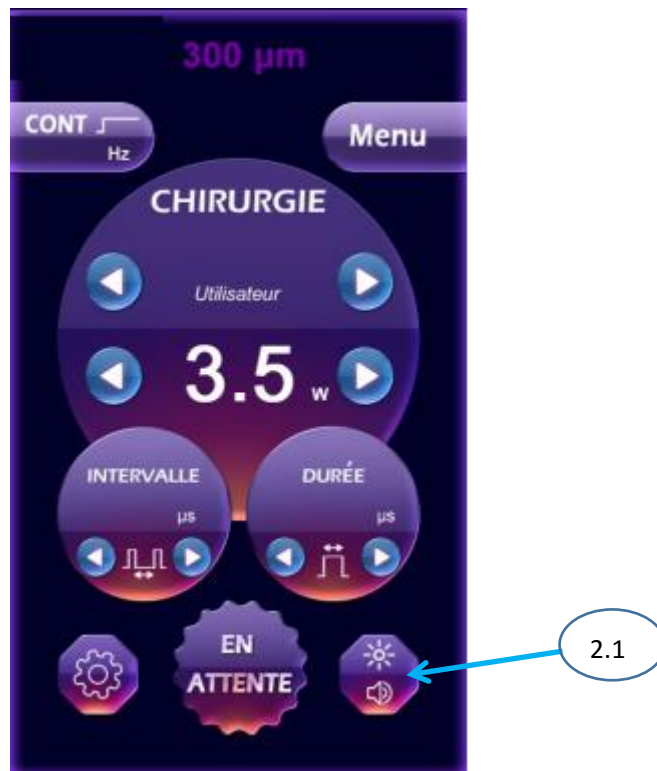 300 µm
CONT
Hz
Menu
CHIRURGIE
Utilisateur
3.5 W
INTERVALLE
µs
DURÉE
µs
EN
ATTENTE
2.1